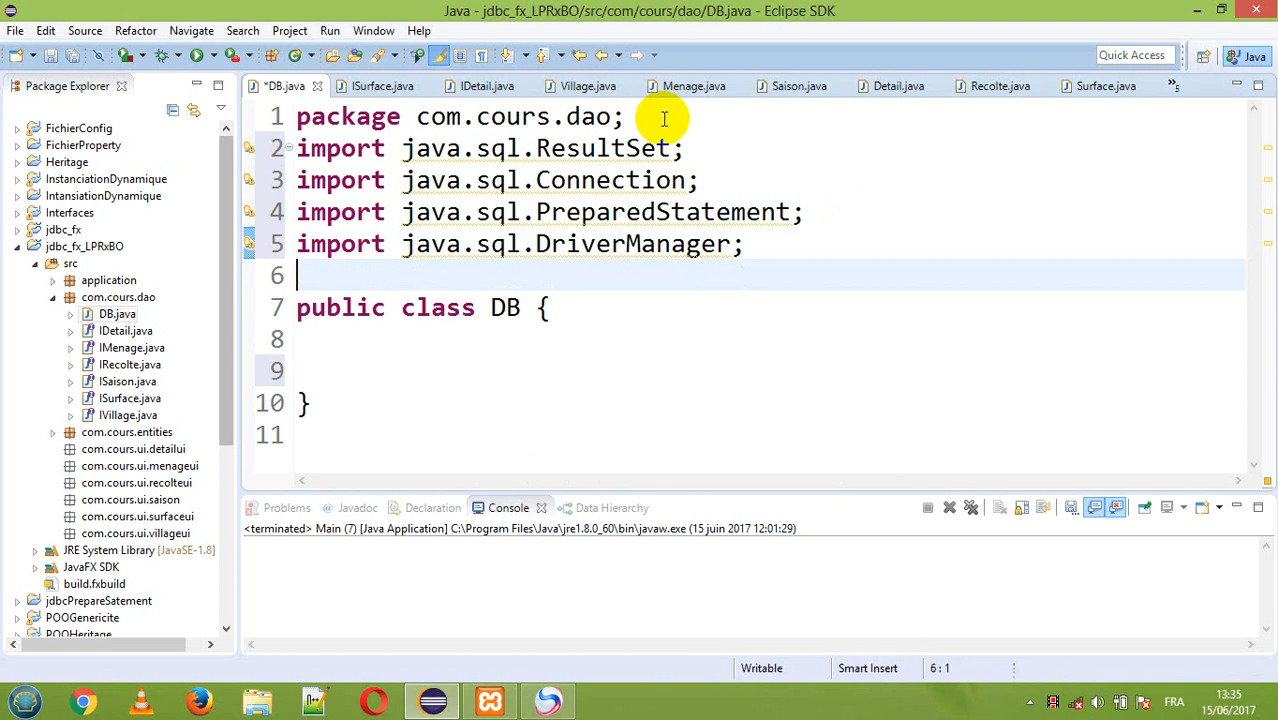 Java - jdbc_fx_LPRxBO/src/com/cours/dao/DB.java - Eclipse SDK
File Edit Source Refactor Navigate Search Project Run Window Help
Quick Access
Java
Package Explorer
FichierConfig
FichierProperty
Heritage
InstanciationDynamique
IntansiationDynamique
Interfaces
jdbc_fx
jdbc_fx_LPRxBO
src
application
com.cours.dao
DB.java
IDetail.java
IMenage.java
IRecolte.java
ISaison.java
ISurface.java
IVillage.java
com.cours.entities
com.cours.ui.detailui
com.cours.ui.menageui
com.cours.ui.recolteui
com.cours.ui.saison
com.cours.ui.surfaceui
com.cours.ui.villageui
JRE System Library [JavaSE-1.8]
JavaFX SDK
build.fxbuild
jdbcPrepareSatement
POOGenericite
POOHeritage
*DB.java ISurface.java IDetail.java Village.java Menage.java Saison.java Detail.java Recolte.java Surface.java »5
1 package com.cours.dao;
2 import java.sql.ResultSet;
3 import java.sql.Connection;
4 import java.sql.PreparedStatement;
5 import java.sql.DriverManager;
6
7 public class DB {
8
9
10 }
11
Problems Javadoc Declaration Console Data Hierarchy
<terminated> Main (7) [Java Application] C:\Program Files\Java\jre1.8.0_60\bin\javaw.exe (15 juin 2017 12:01:29)
Writable Smart Insert 6 : 1
FRA
13:35
15/06/2017